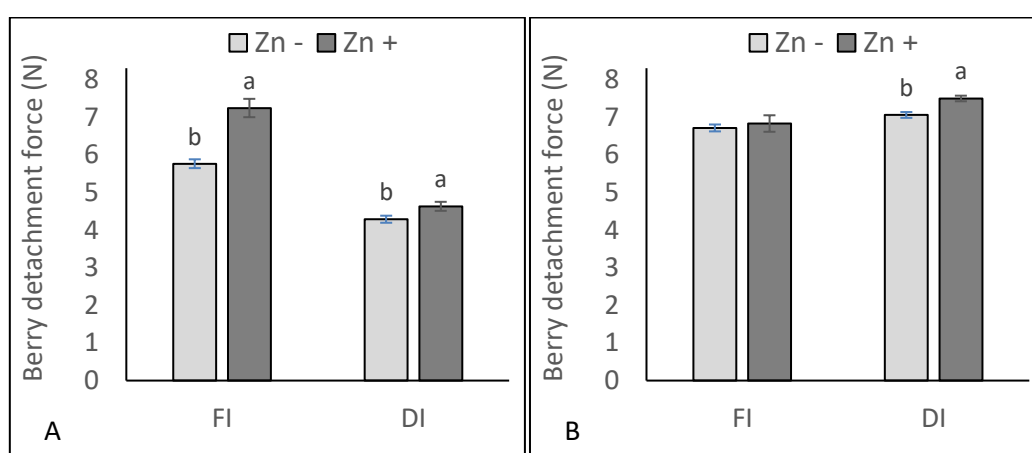 Zn - Zn +
Berry detachment force (N)
8
7
6
5
4
3
2
1
0
b a
b a
FI DI
A
Zn - Zn +
Berry detachment force (N)
8
7
6
5
4
3
2
1
0
b a
FI DI
B